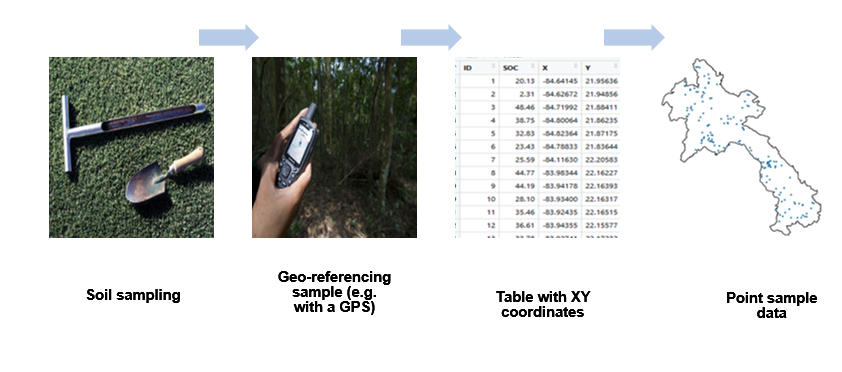 ID SOC X Y
1 20.13 -84.64145 21.95636
2 2.31 -84.62672 21.94856
3 48.46 -84.71992 21.88411
4 38.75 -84.80064 21.86235
5 32.83 -84.82364 21.87175
6 23.43 -84.78833 21.83644
7 25.59 -84.11630 22.20583
8 44.77 -83.98344 22.16227
9 44.19 -83.94178 22.16393
10 28.10 -83.93400 22.16317
11 35.46 -83.92435 22.16515
12 36.61 -83.94355 22.15577
Soil sampling
Geo-referencing
sample (e.g.
with a GPS)
Table with XY
coordinates
Point sample
data